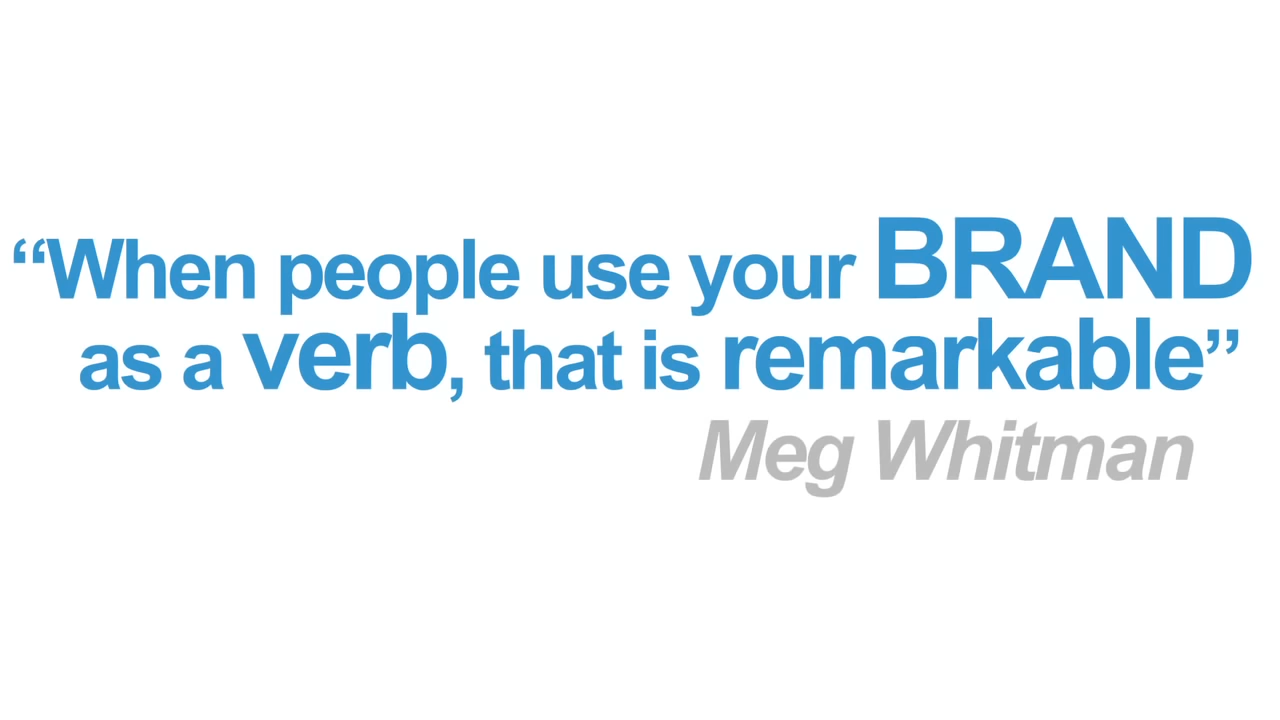 “When people use your BRAND
as a verb, that is remarkable”
Meg Whitman